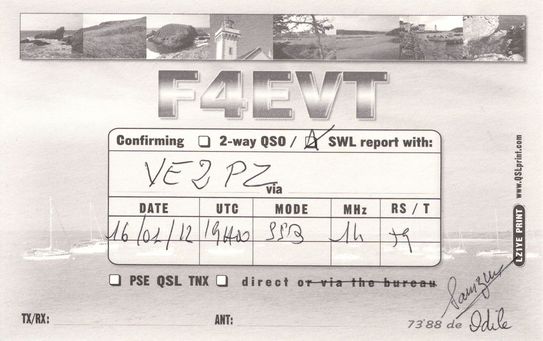 F4EVT
Confirming 2-way QSO / SWL report with:
VE2PZ via
DATE UTC MODE MHz RS / T
16/01/12 19H00 SSB 14 59
PSE QSL TNX direct or via the bureau
TX/RX: ANT:
73'88 de Odile
www.QSLprint.com
LZ1YE PRINT